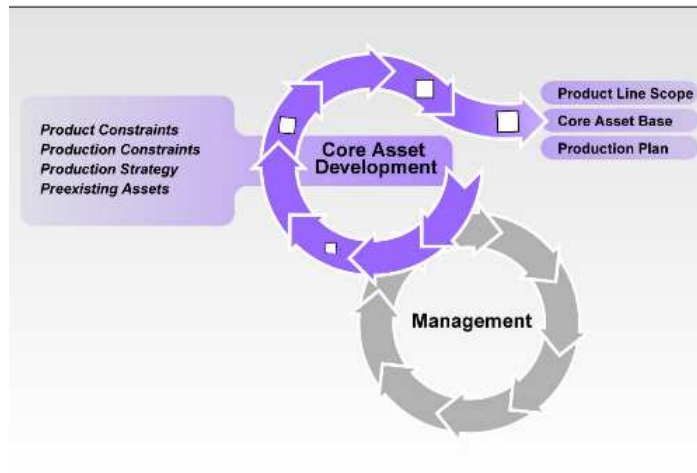 Product Constraints
Production Constraints
Production Strategy
Preexisting Assets
Core Asset
Development
Product Line Scope
Core Asset Base
Production Plan
Management